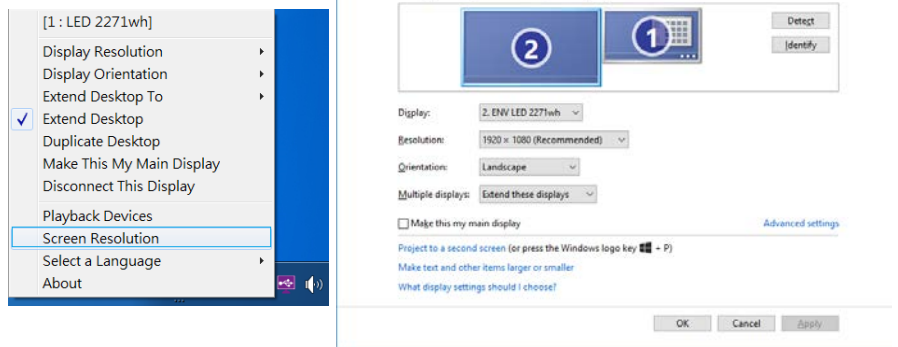 [1 : LED 2271wh]
Display Resolution
Display Orientation
Extend Desktop To
Extend Desktop
Duplicate Desktop
Make This My Main Display
Disconnect This Display
Playback Devices
Screen Resolution
Select a Language
About
2
1
Detect
Identify
Display: 2. ENV LED 2271wh
Resolution: 1920 × 1080 (Recommended)
Orientation: Landscape
Multiple displays: Extend these displays
Make this my main display
Advanced settings
Project to a second screen (or press the Windows logo key + P)
Make text and other items larger or smaller
What display settings should I choose?
OK
Cancel
Apply